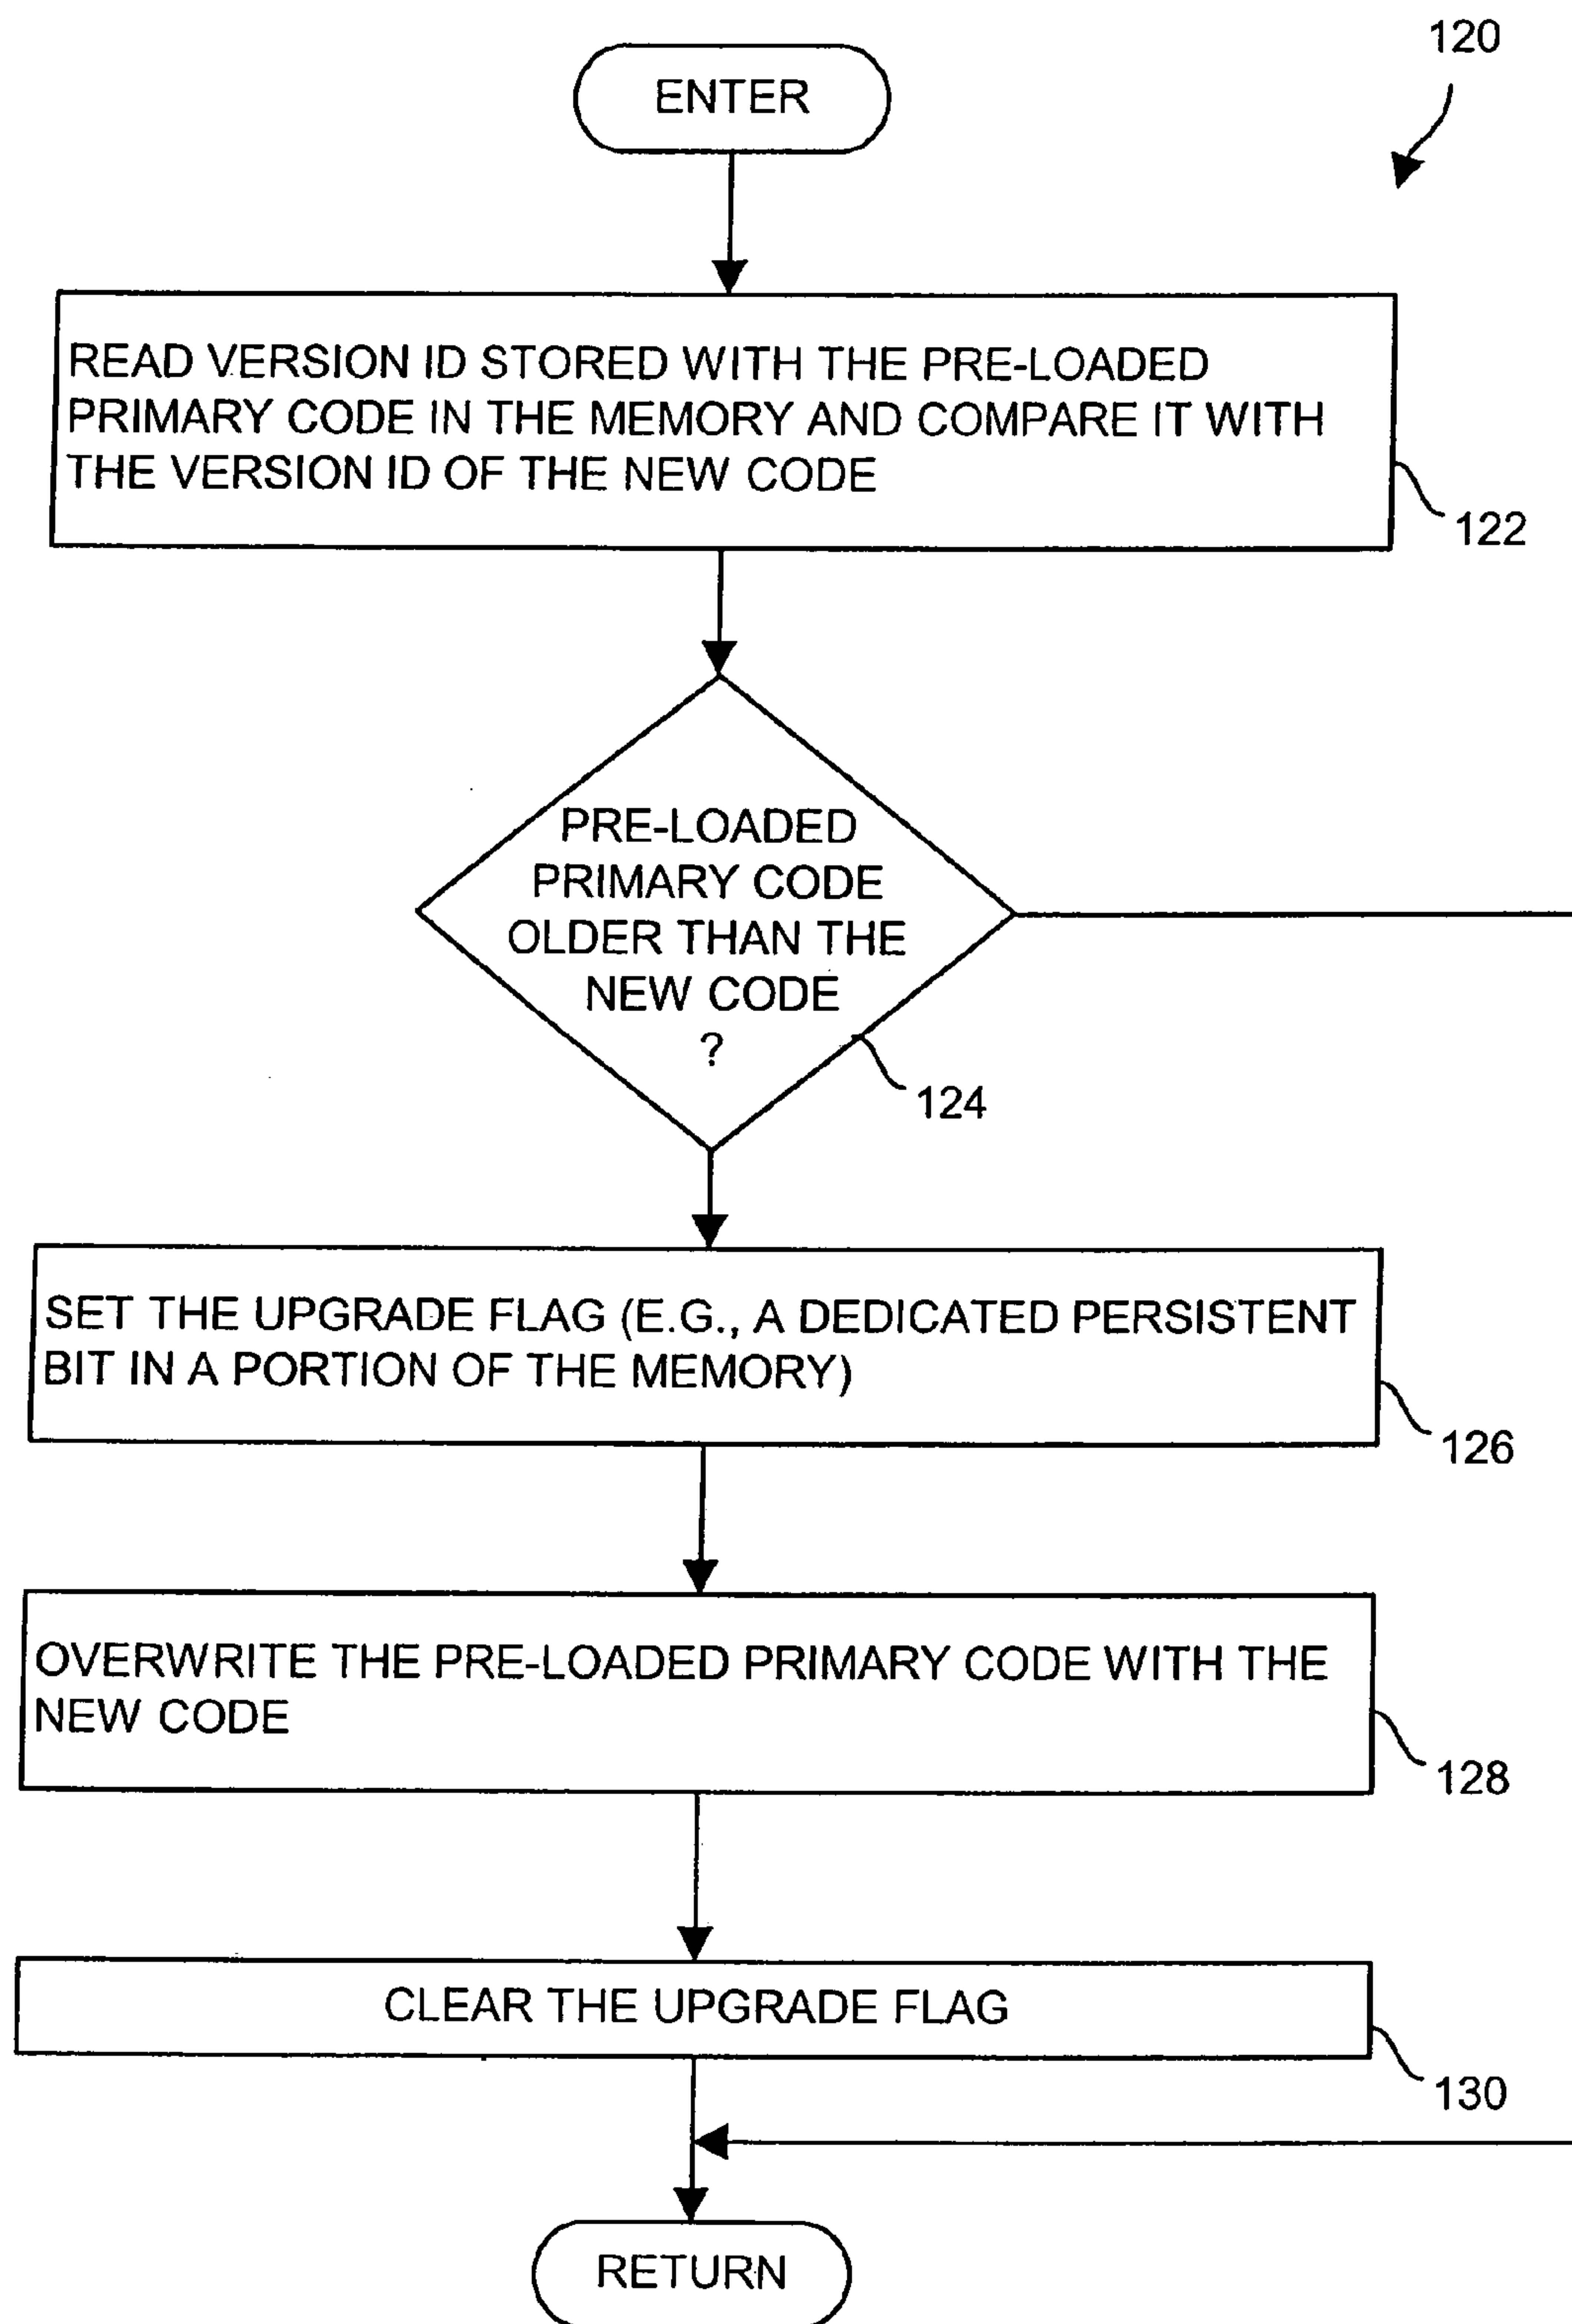 120
ENTER
READ VERSION ID STORED WITH THE PRE-LOADED
PRIMARY CODE IN THE MEMORY AND COMPARE IT WITH
THE VERSION ID OF THE NEW CODE
122
PRE-LOADED
PRIMARY CODE
OLDER THAN THE
NEW CODE
?
124
SET THE UPGRADE FLAG (E.G., A DEDICATED PERSISTENT
BIT IN A PORTION OF THE MEMORY)
126
OVERWRITE THE PRE-LOADED PRIMARY CODE WITH THE
NEW CODE
128
CLEAR THE UPGRADE FLAG
130
RETURN